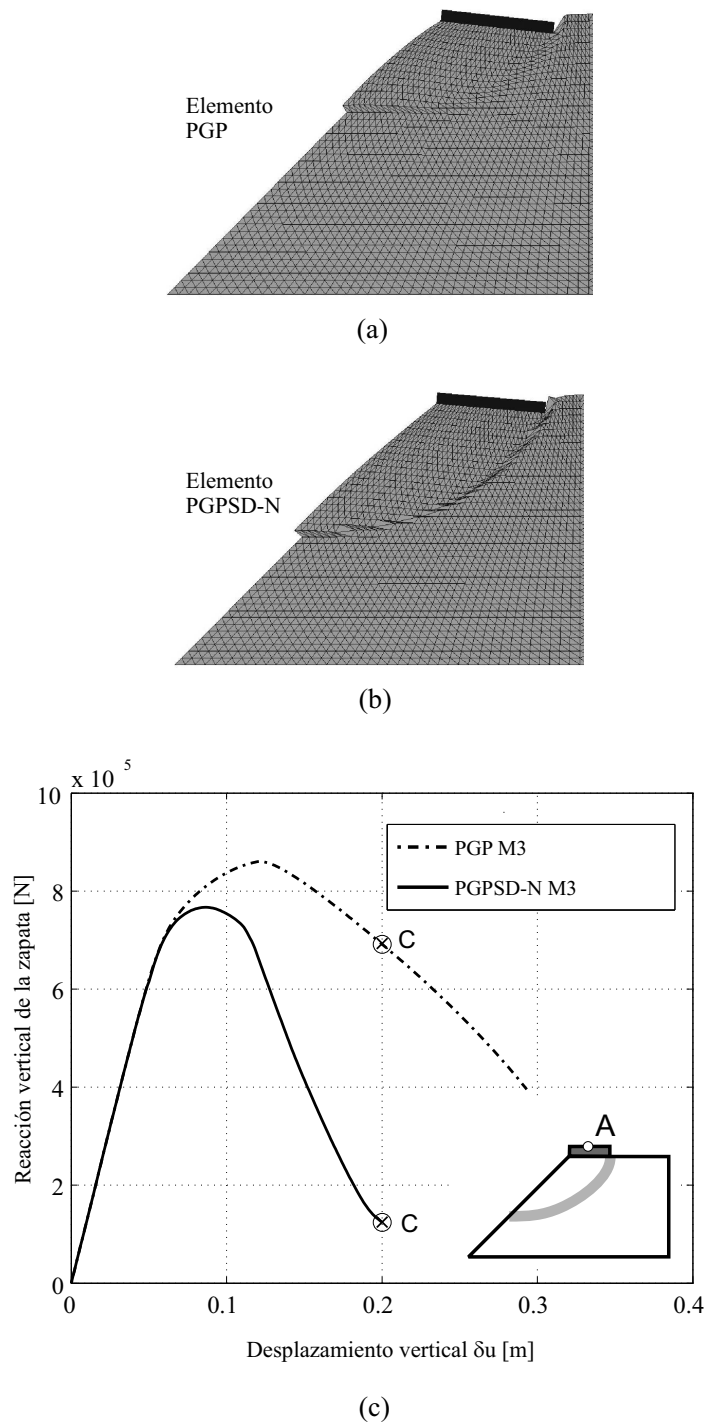 Elemento
PGP
(a)
Elemento
PGPSD-N
(b)
x 10 5
10
8
6
4
2
0
Reacción vertical de la zapata [N]
PGP M3
PGPSD-N M3
C
C
A
0
0.1
0.2
0.3
0.4
Desplazamiento vertical δu [m]
(c)